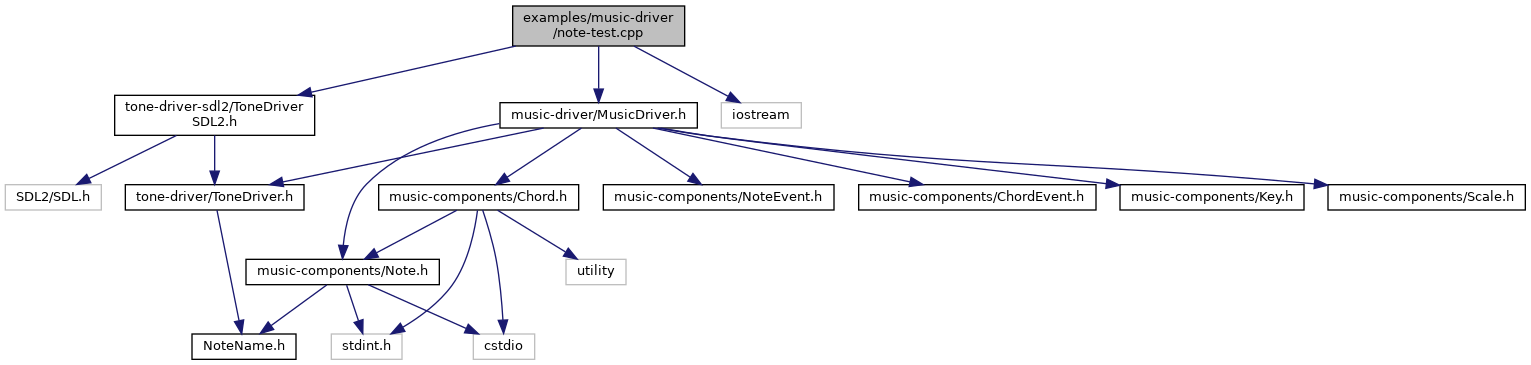 examples/music-driver
/note-test.cpp
tone-driver-sdl2/ToneDriver
SDL2.h
music-driver/MusicDriver.h
iostream
SDL2/SDL.h
tone-driver/ToneDriver.h
music-components/Chord.h
music-components/NoteEvent.h
music-components/ChordEvent.h
music-components/Key.h
music-components/Scale.h
music-components/Note.h
utility
NoteName.h
stdint.h
cstdio